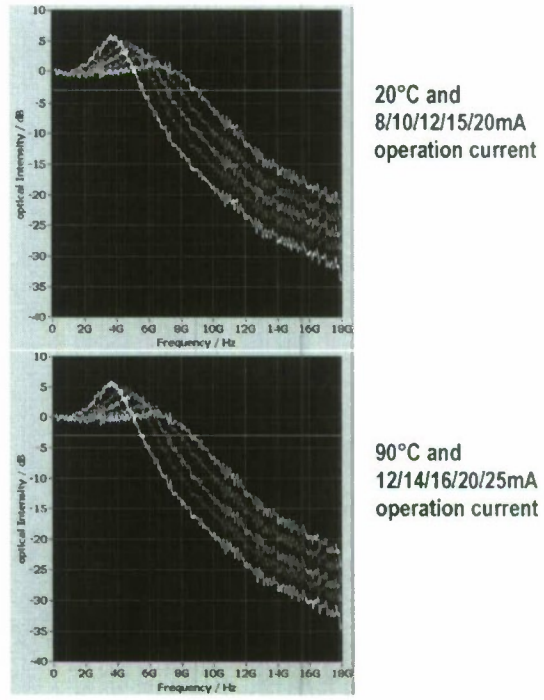 10
5
0
-5
-10
-15
-20
-25
-30
-35
-40
optical Intensity / dB
0 2G 4G 6G 8G 10G 12G 14G 16G 18G
Frequency / Hz
20°C and
8/10/12/15/20mA
operation current
10
5
0
-5
-10
-15
-20
-25
-30
-35
-40
optical Intensity / dB
0 2G 4G 6G 8G 10G 12G 14G 16G 18G
Frequency / Hz
90°C and
12/14/16/20/25mA
operation current